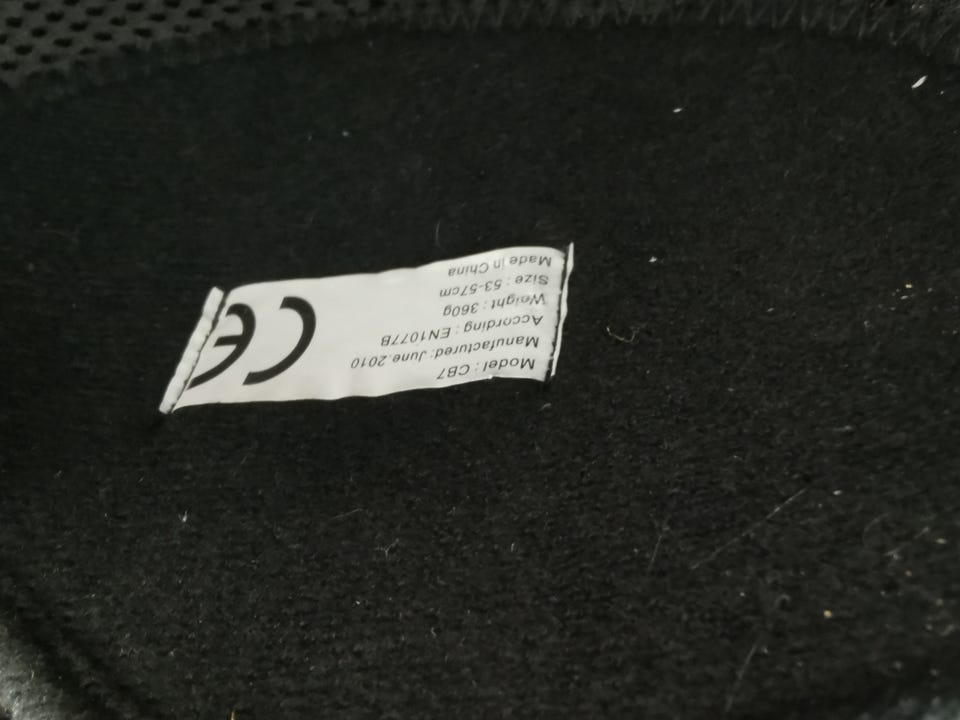 Model : CB7
Manufactured: June.2010
According : EN1077B
Weight : 360g
Size : 53-57cm
Made in China
CE